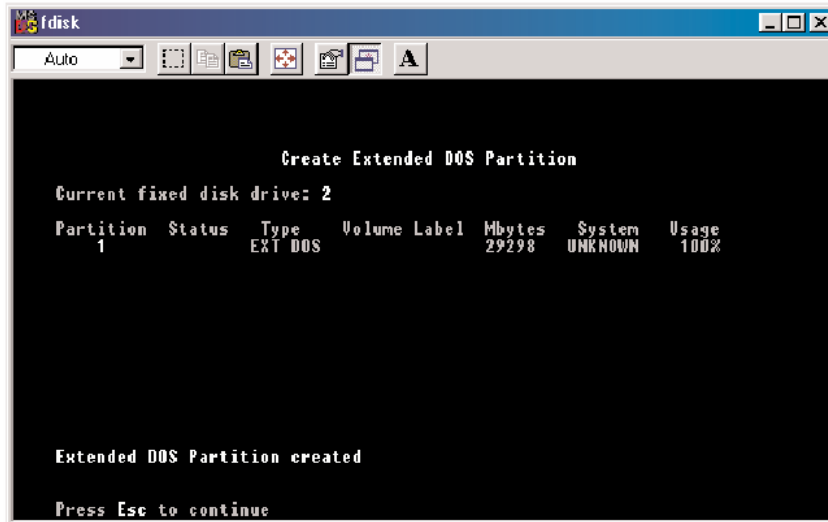 fdisk
Auto
A
Create Extended DOS Partition
Current fixed disk drive: 2
Partition Status Type Volume Label Mbytes System Usage
1 EXT DOS 29298 UNKNOWN 100%
Extended DOS Partition created
Press Esc to continue